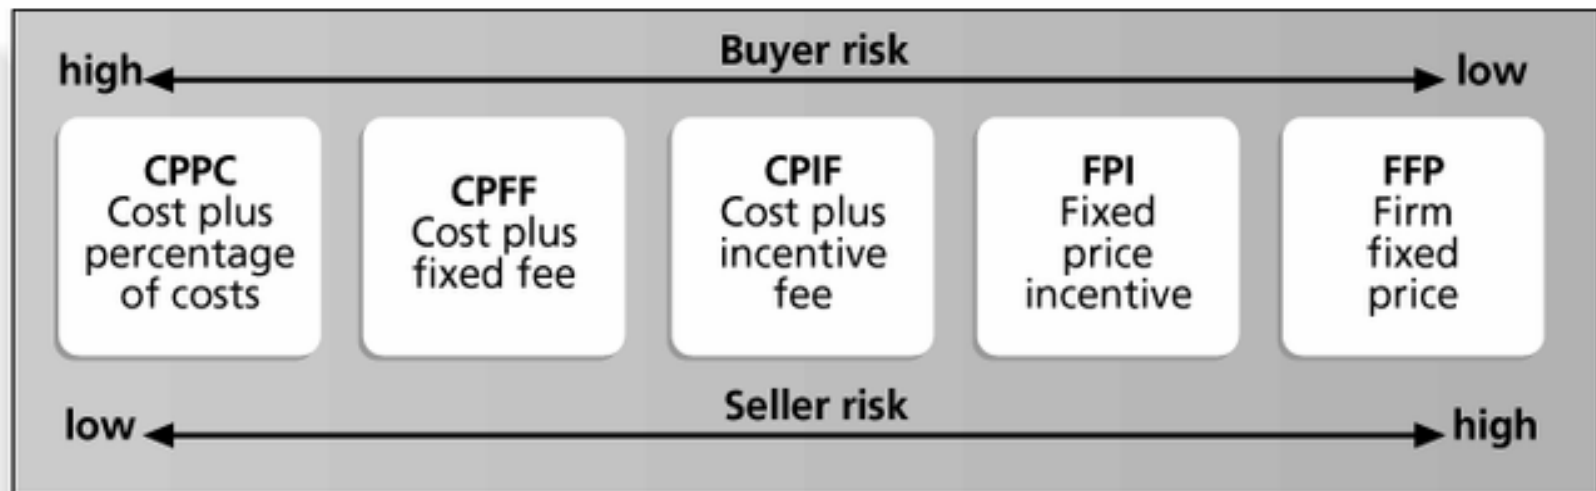 Buyer risk
high
low
CPPC
Cost plus
percentage
of costs
CPFF
Cost plus
fixed fee
CPIF
Cost plus
incentive
fee
FPI
Fixed
price
incentive
FFP
Firm
fixed
price
Seller risk
low
high